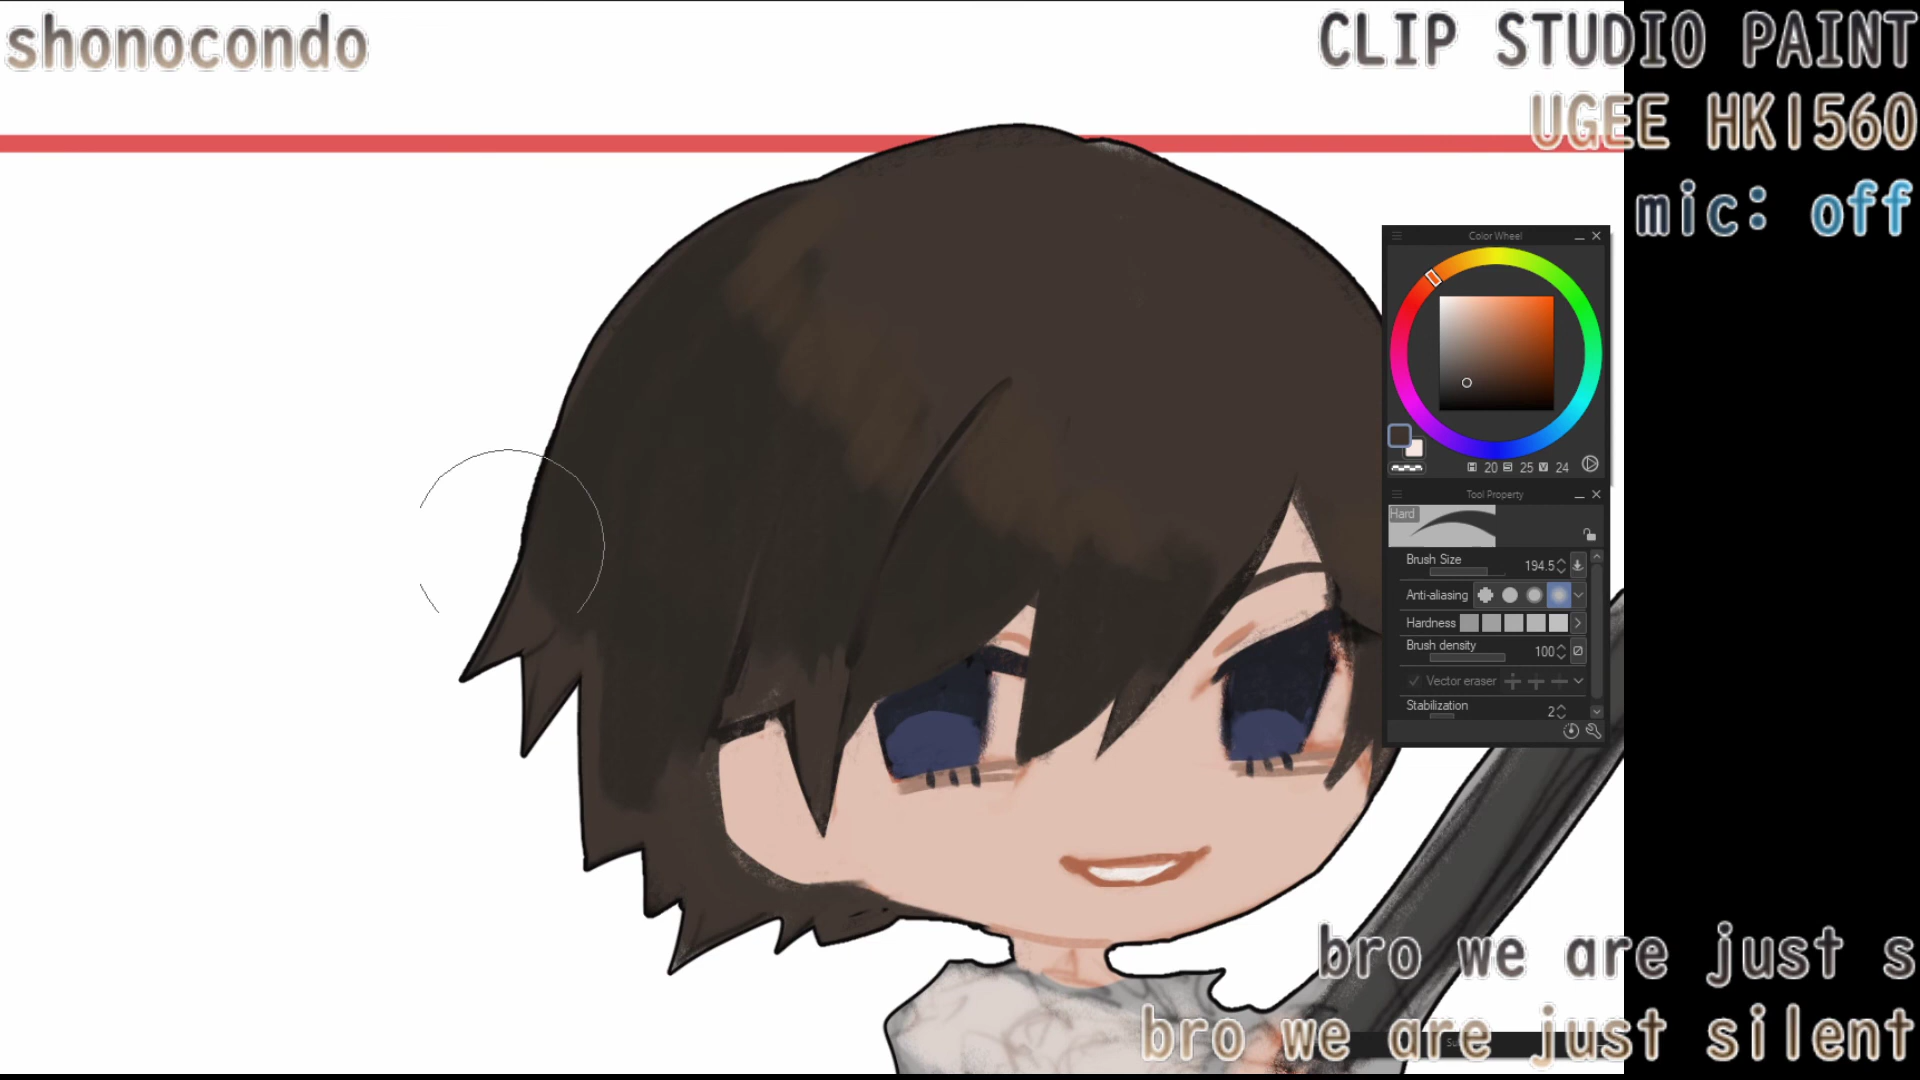 shonocondo
CLIP STUDIO PAINT
UGEE HK1560
mic: off
Color Wheel
H 20 S 25 V 24
Tool Property
Hard
Brush Size 194.5
Anti-aliasing
Hardness
Brush density 100
Vector eraser
Stabilization 2
bro we are just s
bro we are just silent